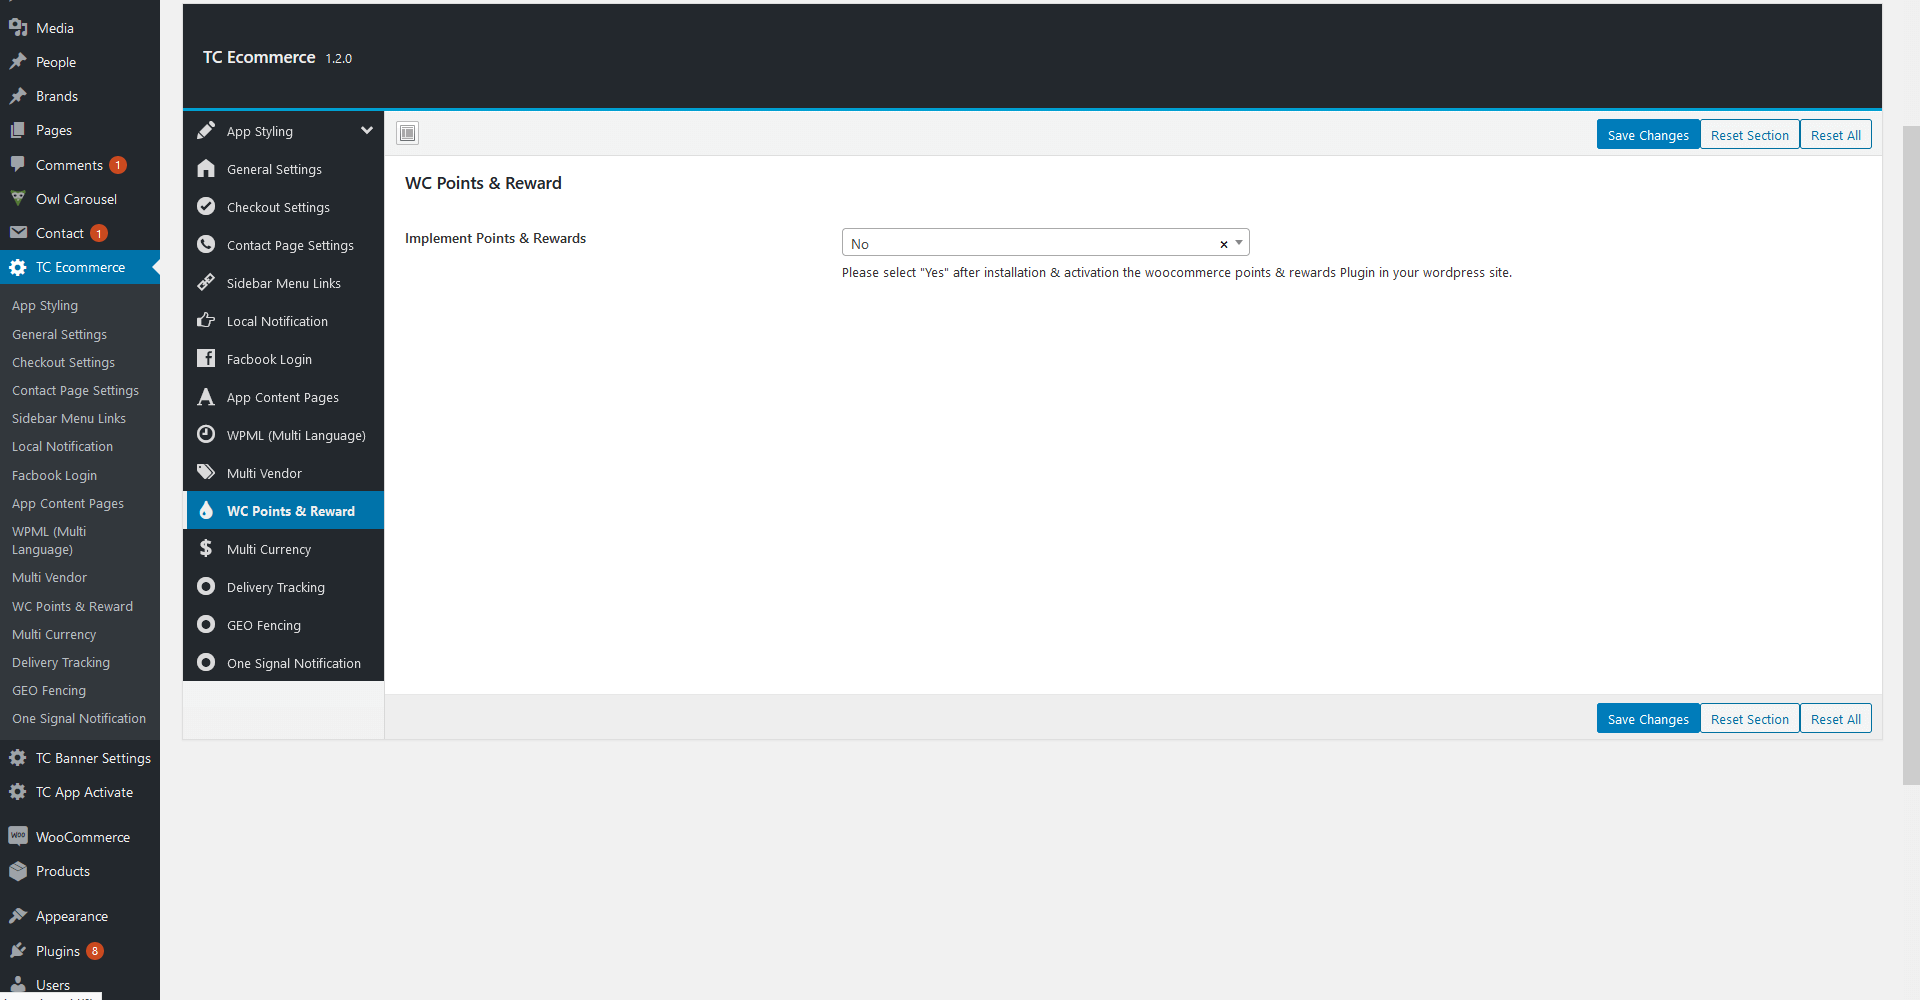 Media
People
Brands
Pages
Comments 1
Owl Carousel
Contact 1
TC Ecommerce
App Styling
General Settings
Checkout Settings
Contact Page Settings
Sidebar Menu Links
Local Notification
Facbook Login
App Content Pages
WPML (Multi
Language)
Multi Vendor
WC Points & Reward
Multi Currency
Delivery Tracking
GEO Fencing
One Signal Notification
TC Banner Settings
TC App Activate
WooCommerce
Products
Appearance
Plugins 8
Users
TC Ecommerce 1.2.0
App Styling
General Settings
Checkout Settings
Contact Page Settings
Sidebar Menu Links
Local Notification
Facbook Login
App Content Pages
WPML (Multi Language)
Multi Vendor
WC Points & Reward
Multi Currency
Delivery Tracking
GEO Fencing
One Signal Notification
Save Changes Reset Section Reset All
WC Points & Reward
Implement Points & Rewards
No
Please select "Yes" after installation & activation the woocommerce points & rewards Plugin in your wordpress site.
Save Changes Reset Section Reset All